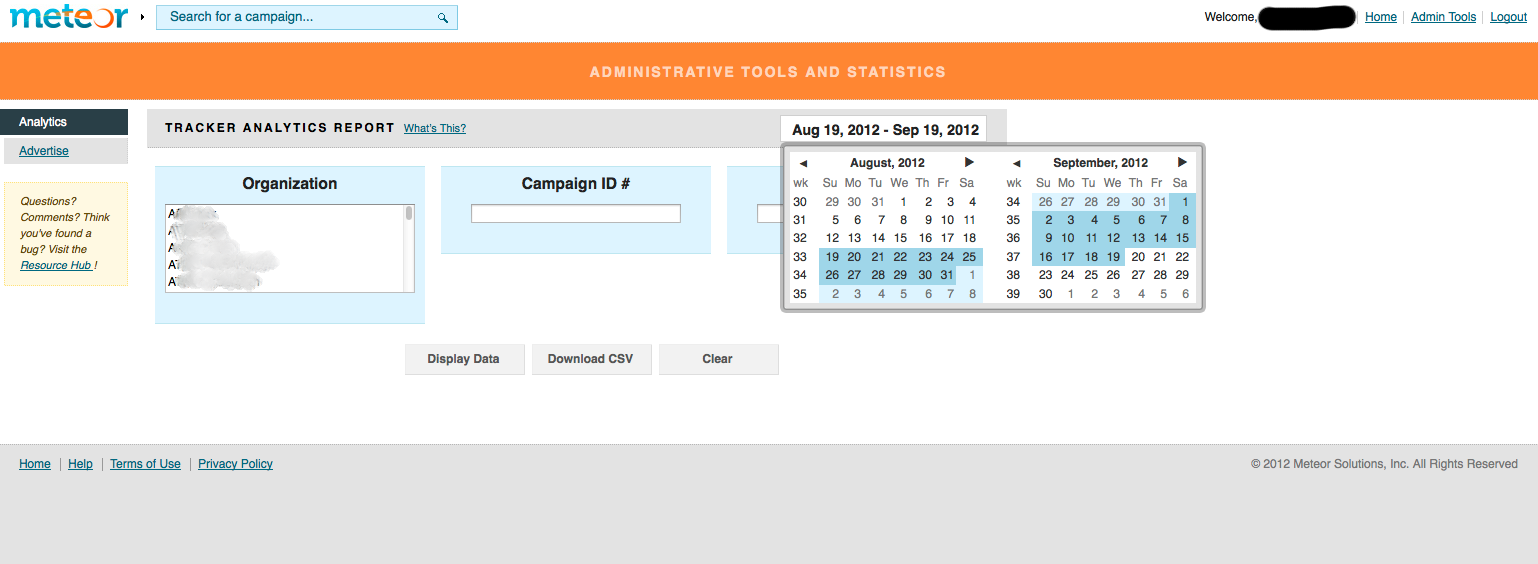 meteor
Search for a campaign...
Welcome,
Home Admin Tools Logout
ADMINISTRATIVE TOOLS AND STATISTICS
Analytics
Advertise
Questions?
Comments? Think
you've found a
bug? Visit the
Resource Hub !
TRACKER ANALYTICS REPORT What's This?
Aug 19, 2012 - Sep 19, 2012
Organization
Campaign ID #
August, 2012
wk Su Mo Tu We Th Fr Sa
30 29 30 31 1 2 3 4
31 5 6 7 8 9 10 11
32 12 13 14 15 16 17 18
33 19 20 21 22 23 24 25
34 26 27 28 29 30 31 1
35 2 3 4 5 6 7 8
September, 2012
wk Su Mo Tu We Th Fr Sa
34 26 27 28 29 30 31 1
35 2 3 4 5 6 7 8
36 9 10 11 12 13 14 15
37 16 17 18 19 20 21 22
38 23 24 25 26 27 28 29
39 30 1 2 3 4 5 6
Display Data
Download CSV
Clear
Home Help Terms of Use Privacy Policy
© 2012 Meteor Solutions, Inc. All Rights Reserved